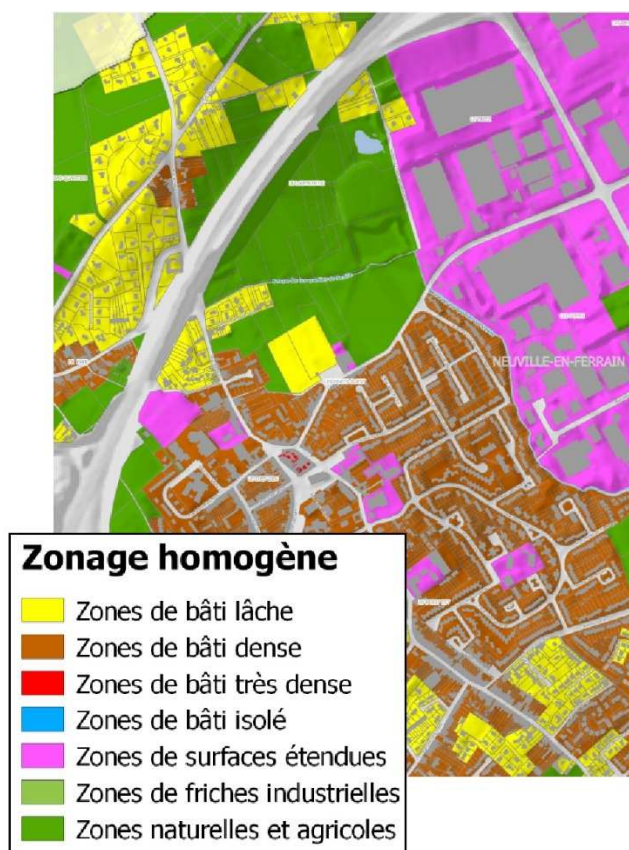 NEUVILLE-EN-FERRAIN
Zonage homogène
Zones de bâti lâche
Zones de bâti dense
Zones de bâti très dense
Zones de bâti isolé
Zones de surfaces étendues
Zones de friches industrielles
Zones naturelles et agricoles